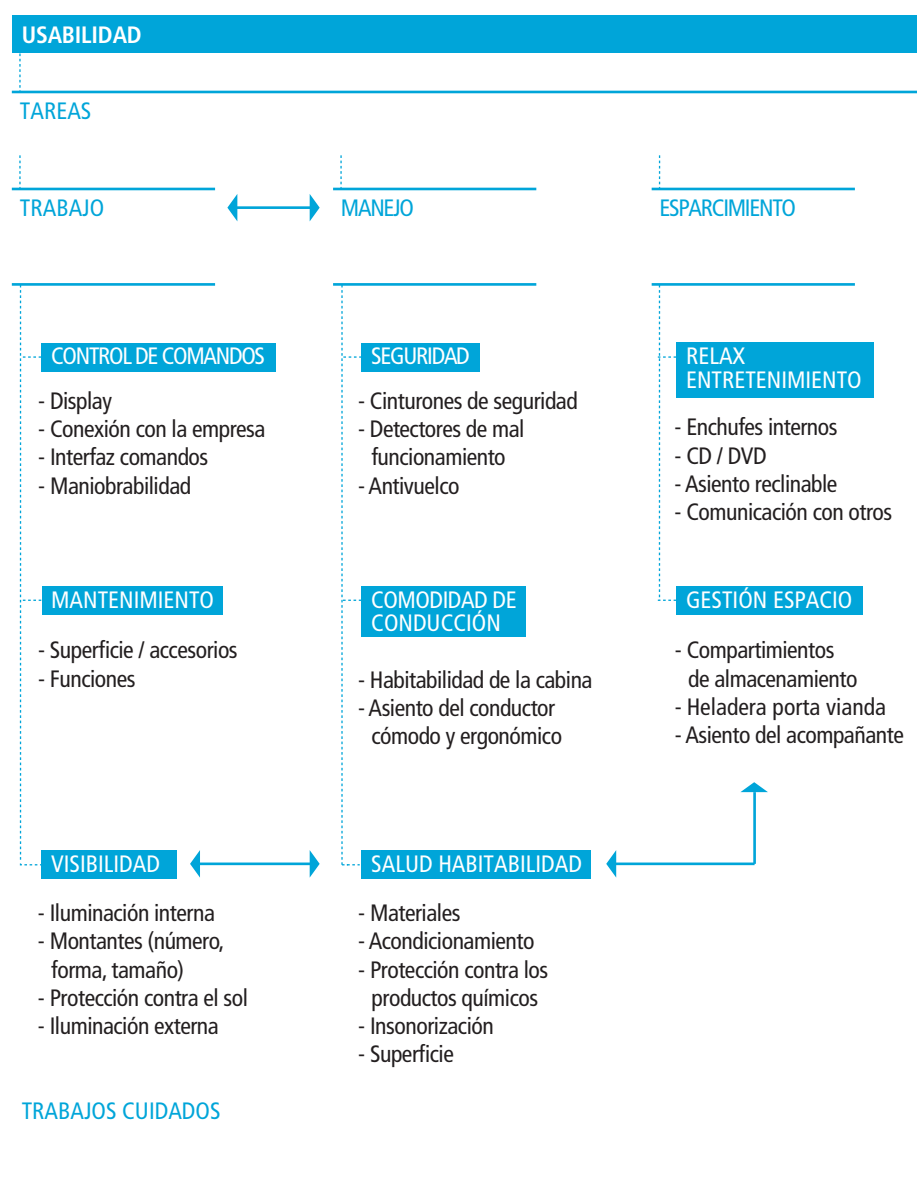 USABILIDAD
TAREAS
TRABAJO
MANEJO
ESPARCIMIENTO
CONTROL DE COMANDOS
- Display
- Conexión con la empresa
- Interfaz comandos
- Maniobrabilidad
MANTENIMIENTO
- Superficie / accesorios
- Funciones
VISIBILIDAD
- Iluminación interna
- Montantes (número,
forma, tamaño)
- Protección contra el sol
- Iluminación externa
SEGURIDAD
- Cinturones de seguridad
- Detectores de mal
funcionamiento
- Antivuelco
COMODIDAD DE
CONDUCCIÓN
- Habitabilidad de la cabina
- Asiento del conductor
cómodo y ergonómico
SALUD HABITABILIDAD
- Materiales
- Acondicionamiento
- Protección contra los
productos químicos
- Insonorización
- Superficie
RELAX
ENTRETENIMIENTO
- Enchufes internos
- CD / DVD
- Asiento reclinable
- Comunicación con otros
GESTIÓN ESPACIO
- Compartimientos
de almacenamiento
- Heladera porta vianda
- Asiento del acompañante
TRABAJOS CUIDADOS